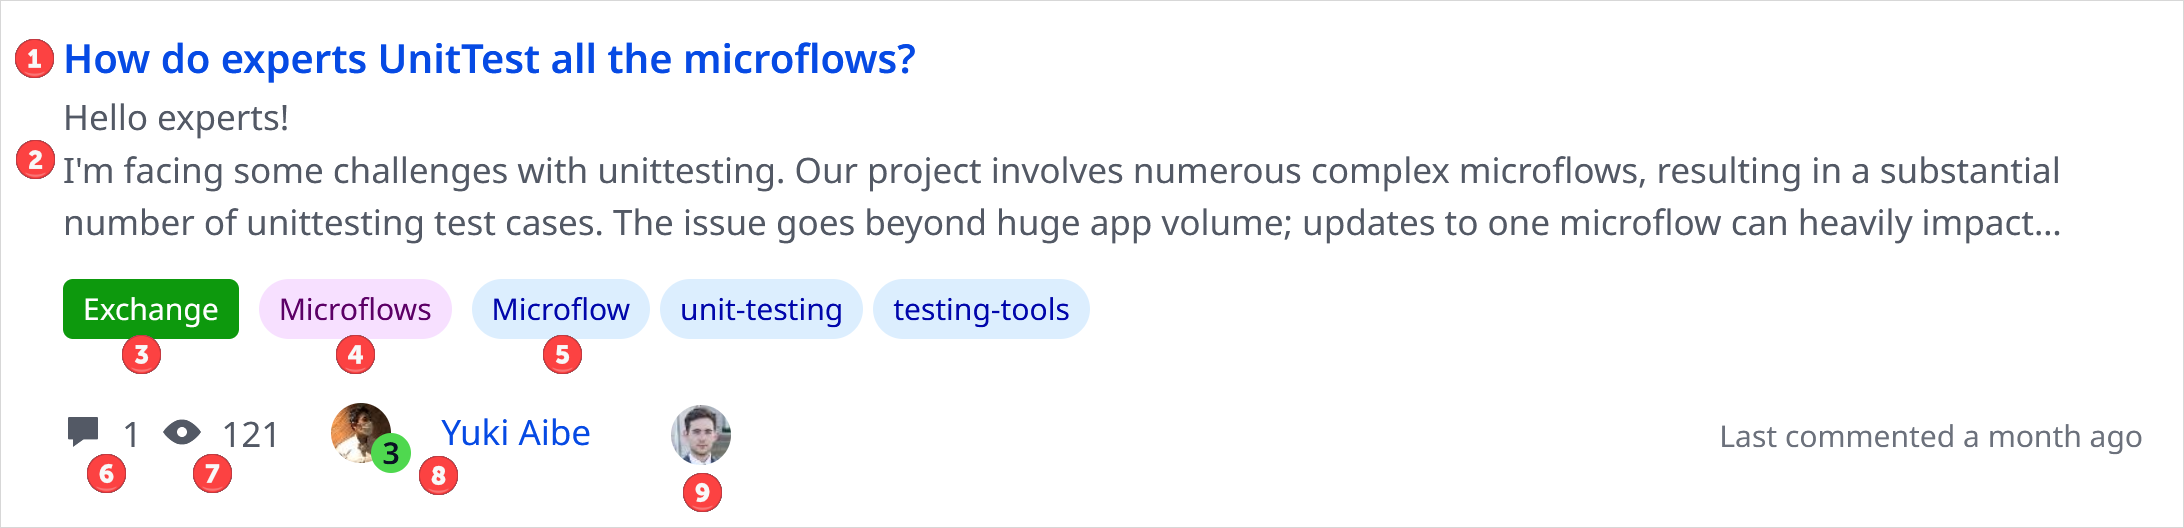 1 How do experts UnitTest all the microflows?
Hello experts!
2 I'm facing some challenges with unittesting. Our project involves numerous complex microflows, resulting in a substantial
number of unittesting test cases. The issue goes beyond huge app volume; updates to one microflow can heavily impact...
Exchange Microflows Microflow unit-testing testing-tools
3 4 5
1 121 3 Yuki Aibe Last commented a month ago
6 7 8 9